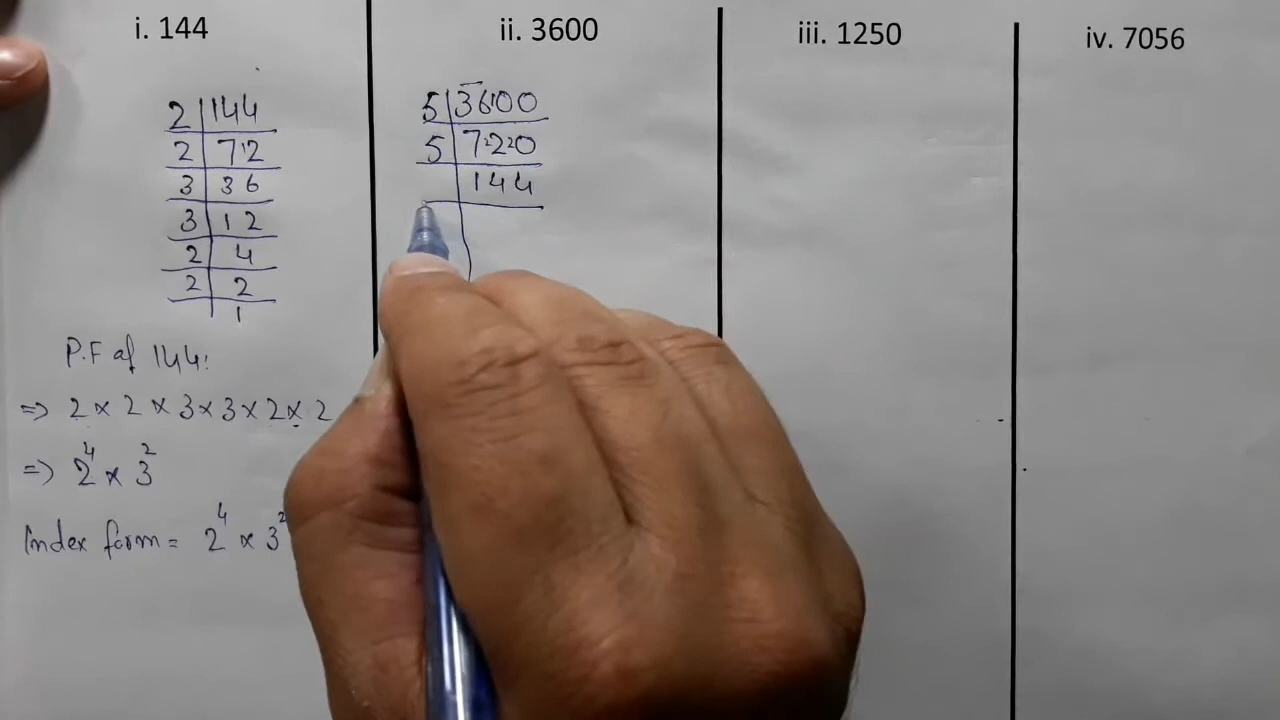 i. 144
2 | 144
2 | 72
3 | 36
3 | 12
2 | 4
2 | 2
1
P.F of 144:
=> 2 × 2 × 3 × 3 × 2 × 2
=> 2⁴ × 3²
Index form = 2⁴ × 3²
ii. 3600
5 | 3600
5 | 720
144
iii. 1250
iv. 7056